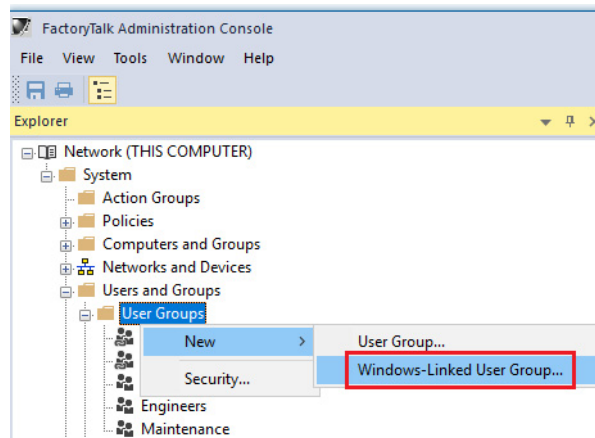 FactoryTalk Administration Console
File View Tools Window Help
Explorer
Network (THIS COMPUTER)
System
Action Groups
Policies
Computers and Groups
Networks and Devices
Users and Groups
User Groups
New
User Group...
Windows-Linked User Group...
Security...
Engineers
Maintenance